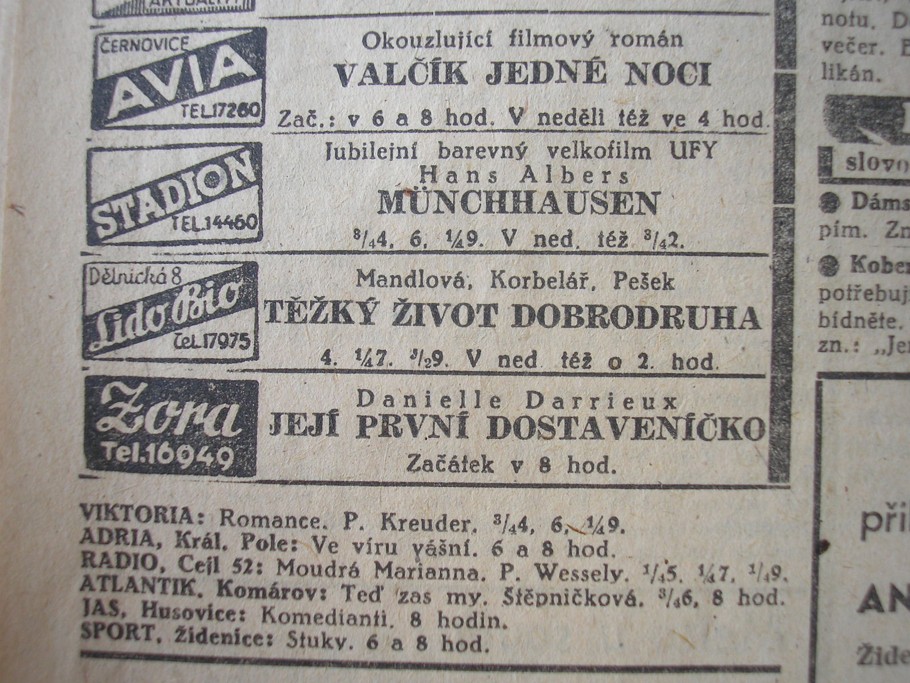 AKTUALIT
ČERNOVICE
AVIA
TEL.17260
Okouzlující filmový román
VALČÍK JEDNÉ NOCI
Zač.: v 6 a 8 hod. V neděli též ve 4 hod.
STADION
TEL.14460
Jubilejní barevný velkofilm UFY
Hans Albers
MÜNCHHAUSEN
¾4, 6, ¼9. V ned. též ¾2.
Dělnická 8
Lido Bio
Tel.17975
Mandlová, Korbelář, Pešek
TĚŽKÝ ŽIVOT DOBRODRUHA
4. ¼7. ½9. V ned též o 2. hod.
Zora
Tel.16949
Danielle Darrieux
JEJÍ PRVNÍ DOSTAVENÍČKO
Začátek v 8 hod.
VIKTORIA: Romance. P. Kreuder. ¾4, 6, ¼9.
ADRIA, Král. Pole: Ve víru vášní. 6 a 8 hod.
RADIO, Cejl 52: Moudrá Marianna. P. Wessely. ¼5. ¼7. ¼9.
ATLANTIK, Komárov: Teď zas my. Štěpničková. ¾6, 8 hod.
JAS, Husovice: Komedianti. 8 hodin.
SPORT, Židenice: Stuky. 6 a 8 hod.
notu. D
večer.
likán.
slovo
Dáms
pím. Zn
Kober
potřebuj
bídněte.
zn.: „Je
při
AN
Žide